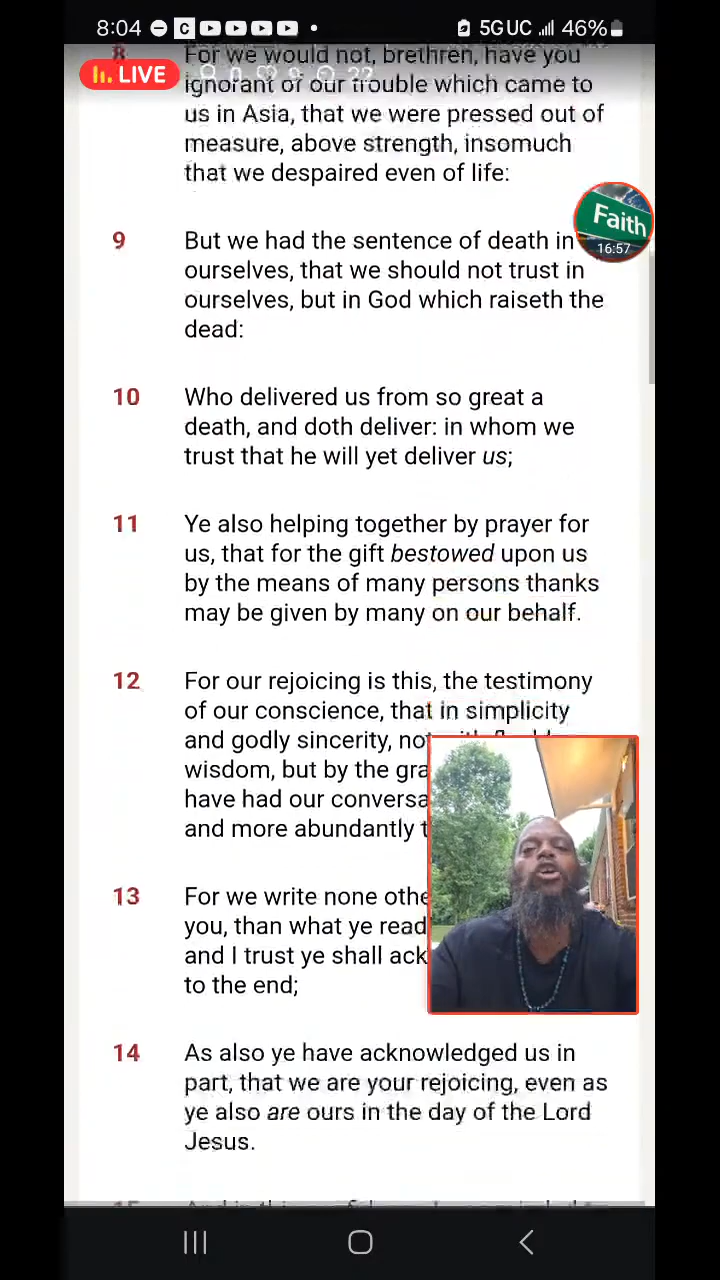 8:04
C
5GUC
46%
LIVE
8 For we would not, brethren, have you
ignorant of our trouble which came to
us in Asia, that we were pressed out of
measure, above strength, insomuch
that we despaired even of life:
Faith
16:57
9 But we had the sentence of death in
ourselves, that we should not trust in
ourselves, but in God which raiseth the
dead:
10 Who delivered us from so great a
death, and doth deliver: in whom we
trust that he will yet deliver us;
11 Ye also helping together by prayer for
us, that for the gift bestowed upon us
by the means of many persons thanks
may be given by many on our behalf.
12 For our rejoicing is this, the testimony
of our conscience, that in simplicity
and godly sincerity, not
wisdom, but by the gra
have had our conversa
and more abundantly t
13 For we write none othe
you, than what ye read
and I trust ye shall ack
to the end;
14 As also ye have acknowledged us in
part, that we are your rejoicing, even as
ye also are ours in the day of the Lord
Jesus.